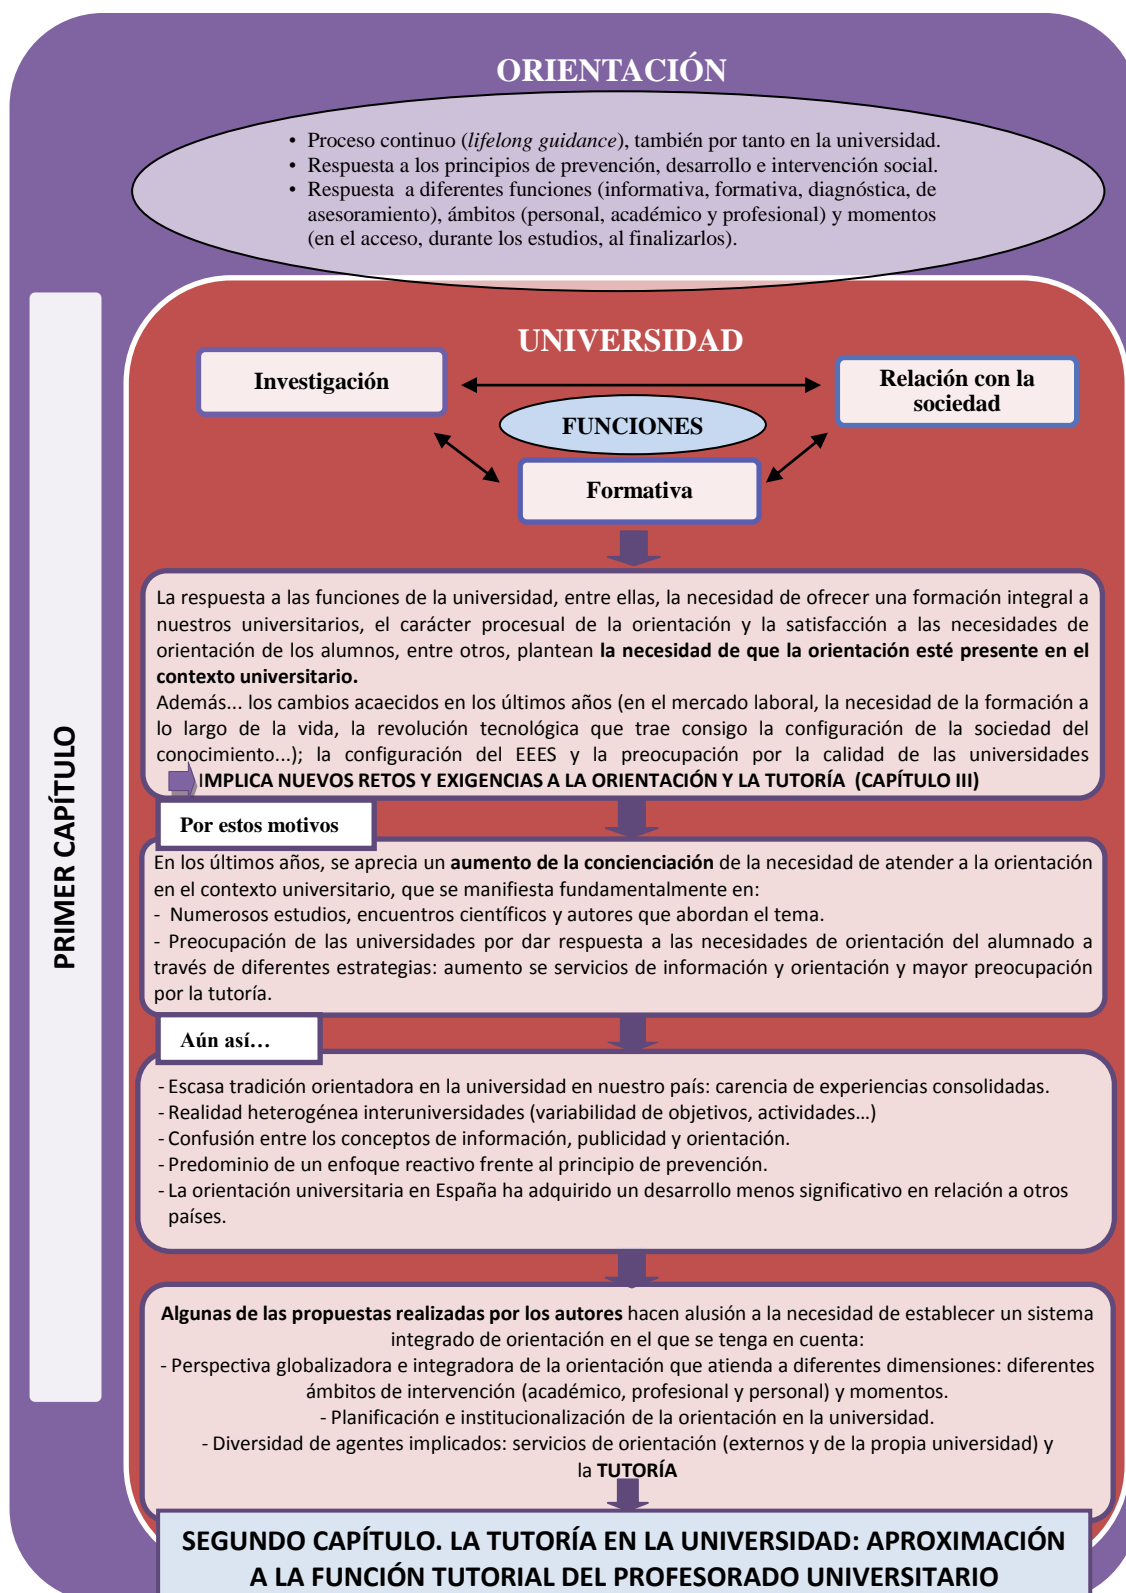 ORIENTACIÓN
• Proceso continuo (lifelong guidance), también por tanto en la universidad.
• Respuesta a los principios de prevención, desarrollo e intervención social.
• Respuesta a diferentes funciones (informativa, formativa, diagnóstica, de
asesoramiento), ámbitos (personal, académico y profesional) y momentos
(en el acceso, durante los estudios, al finalizarlos).
PRIMER CAPÍTULO
UNIVERSIDAD
Investigación
Relación con la
sociedad
FUNCIONES
Formativa
La respuesta a las funciones de la universidad, entre ellas, la necesidad de ofrecer una formación integral a
nuestros universitarios, el carácter procesual de la orientación y la satisfacción a las necesidades de
orientación de los alumnos, entre otros, plantean la necesidad de que la orientación esté presente en el
contexto universitario.
Además... los cambios acaecidos en los últimos años (en el mercado laboral, la necesidad de la formación a
lo largo de la vida, la revolución tecnológica que trae consigo la configuración de la sociedad del
conocimiento...); la configuración del EEES y la preocupación por la calidad de las universidades
IMPLICA NUEVOS RETOS Y EXIGENCIAS A LA ORIENTACIÓN Y LA TUTORÍA (CAPÍTULO III)
Por estos motivos
En los últimos años, se aprecia un aumento de la concienciación de la necesidad de atender a la orientación
en el contexto universitario, que se manifiesta fundamentalmente en:
- Numerosos estudios, encuentros científicos y autores que abordan el tema.
- Preocupación de las universidades por dar respuesta a las necesidades de orientación del alumnado a
través de diferentes estrategias: aumento se servicios de información y orientación y mayor preocupación
por la tutoría.
Aún así…
- Escasa tradición orientadora en la universidad en nuestro país: carencia de experiencias consolidadas.
- Realidad heterogénea interuniversidades (variabilidad de objetivos, actividades…)
- Confusión entre los conceptos de información, publicidad y orientación.
- Predominio de un enfoque reactivo frente al principio de prevención.
- La orientación universitaria en España ha adquirido un desarrollo menos significativo en relación a otros
países.
Algunas de las propuestas realizadas por los autores hacen alusión a la necesidad de establecer un sistema
integrado de orientación en el que se tenga en cuenta:
- Perspectiva globalizadora e integradora de la orientación que atienda a diferentes dimensiones: diferentes
ámbitos de intervención (académico, profesional y personal) y momentos.
- Planificación e institucionalización de la orientación en la universidad.
- Diversidad de agentes implicados: servicios de orientación (externos y de la propia universidad) y
la TUTORÍA
SEGUNDO CAPÍTULO. LA TUTORÍA EN LA UNIVERSIDAD: APROXIMACIÓN
A LA FUNCIÓN TUTORIAL DEL PROFESORADO UNIVERSITARIO